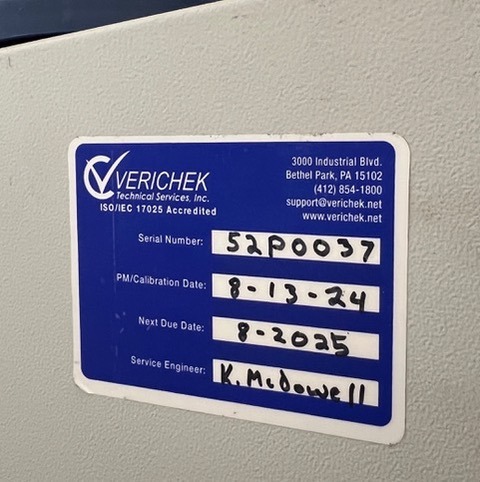 VERICHEK
Technical Services, Inc.
ISO/IEC 17025 Accredited
3000 Industrial Blvd.
Bethel Park, PA 15102
(412) 854-1800
support@verichek.net
www.verichek.net
Serial Number: 52P0037
PM/Calibration Date: 8-13-24
Next Due Date: 8-2025
Service Engineer: K. McDowell